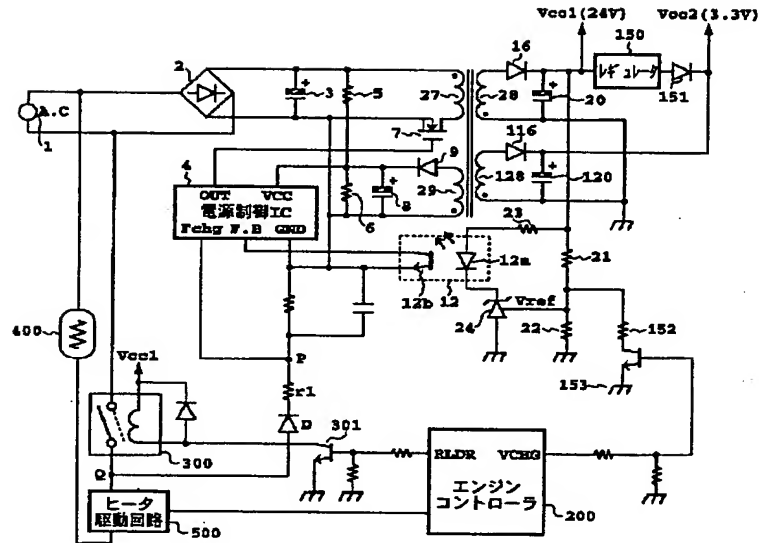 Vcc1(24V)
Vcc2(3.3V)
150
レギュレータ
151
16
2
3
5
27
28
20
A.C
1
7
116
4
9
29
128
120
OUT VCC
電源制御IC
Fchg F.B GND
8
6
23
12a
12b
12
21
24
Vref
22
152
153
400
P
r1
D
Vcc1
301
300
Q
RLDR VCHG
エンジン
コントローラ
200
ヒータ
駆動回路
500